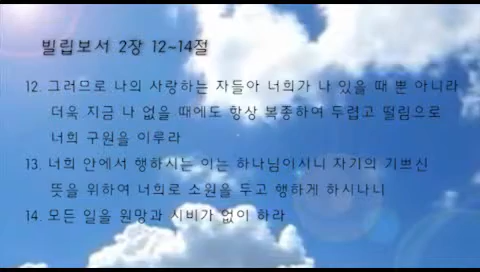 빌립보서 2장 12~14절
12. 그러므로 나의 사랑하는 자들아 너희가 나 있을 때 뿐 아니라
더욱 지금 나 없을 때에도 항상 복종하여 두렵고 떨림으로
너희 구원을 이루라
13. 너희 안에서 행하시는 이는 하나님이시니 자기의 기쁘신
뜻을 위하여 너희로 소원을 두고 행하게 하시나니
14. 모든 일을 원망과 시비가 없이 하라